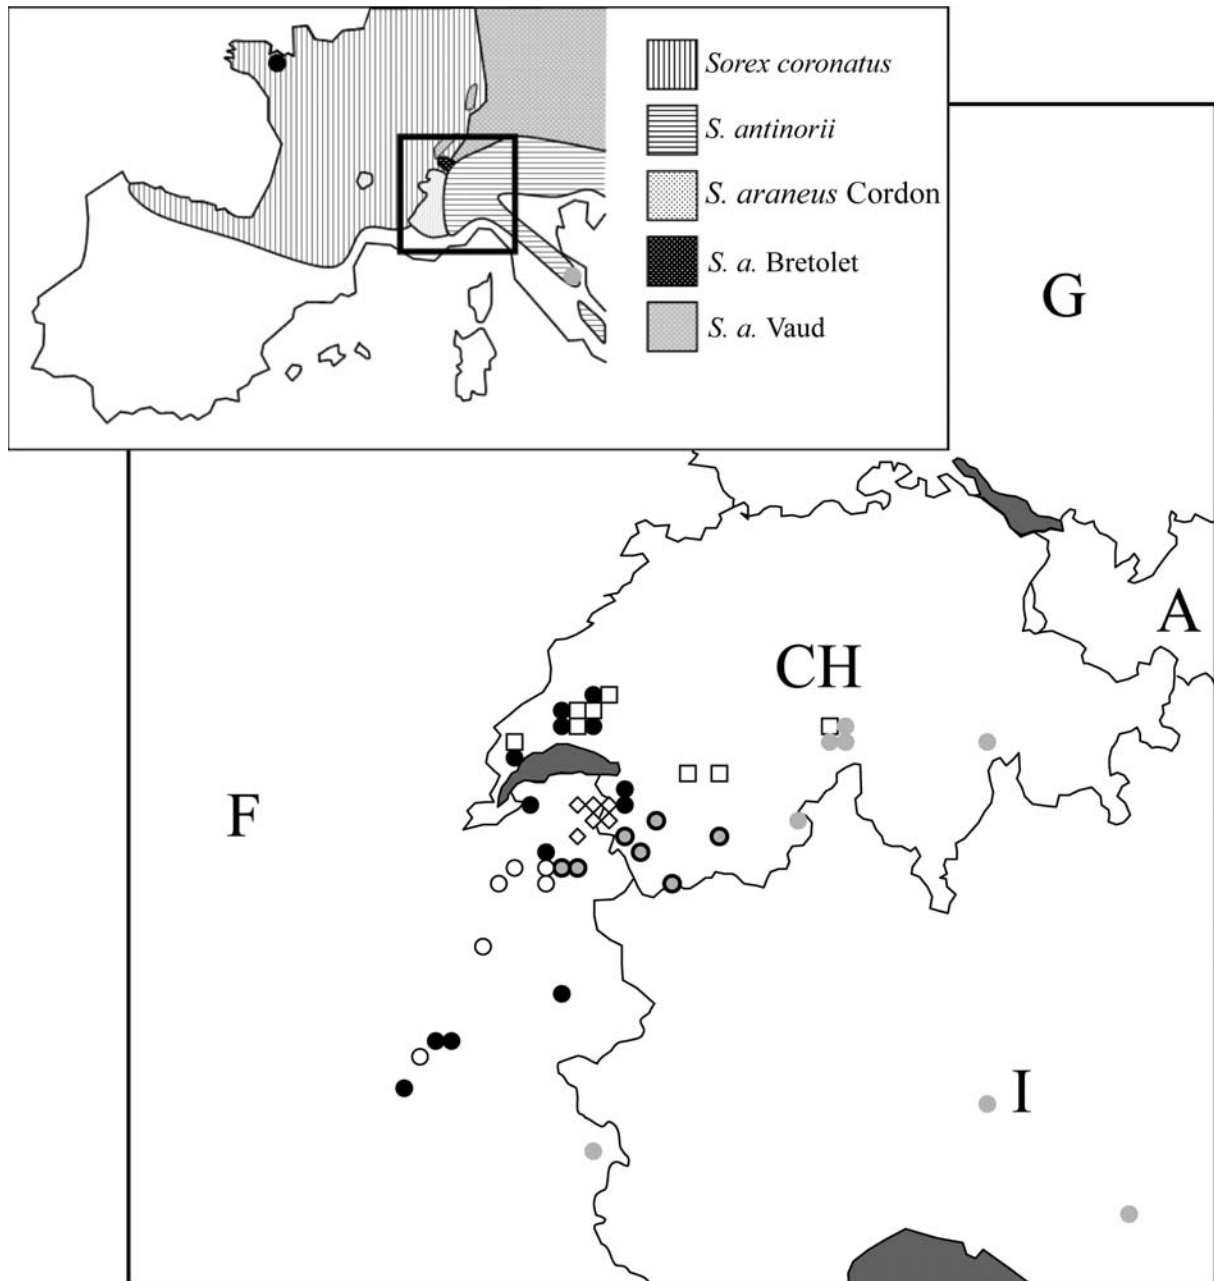 Sorex coronatus
S. antinorii
S. araneus Cordon
S. a. Bretolet
S. a. Vaud
G
A
CH
F
I